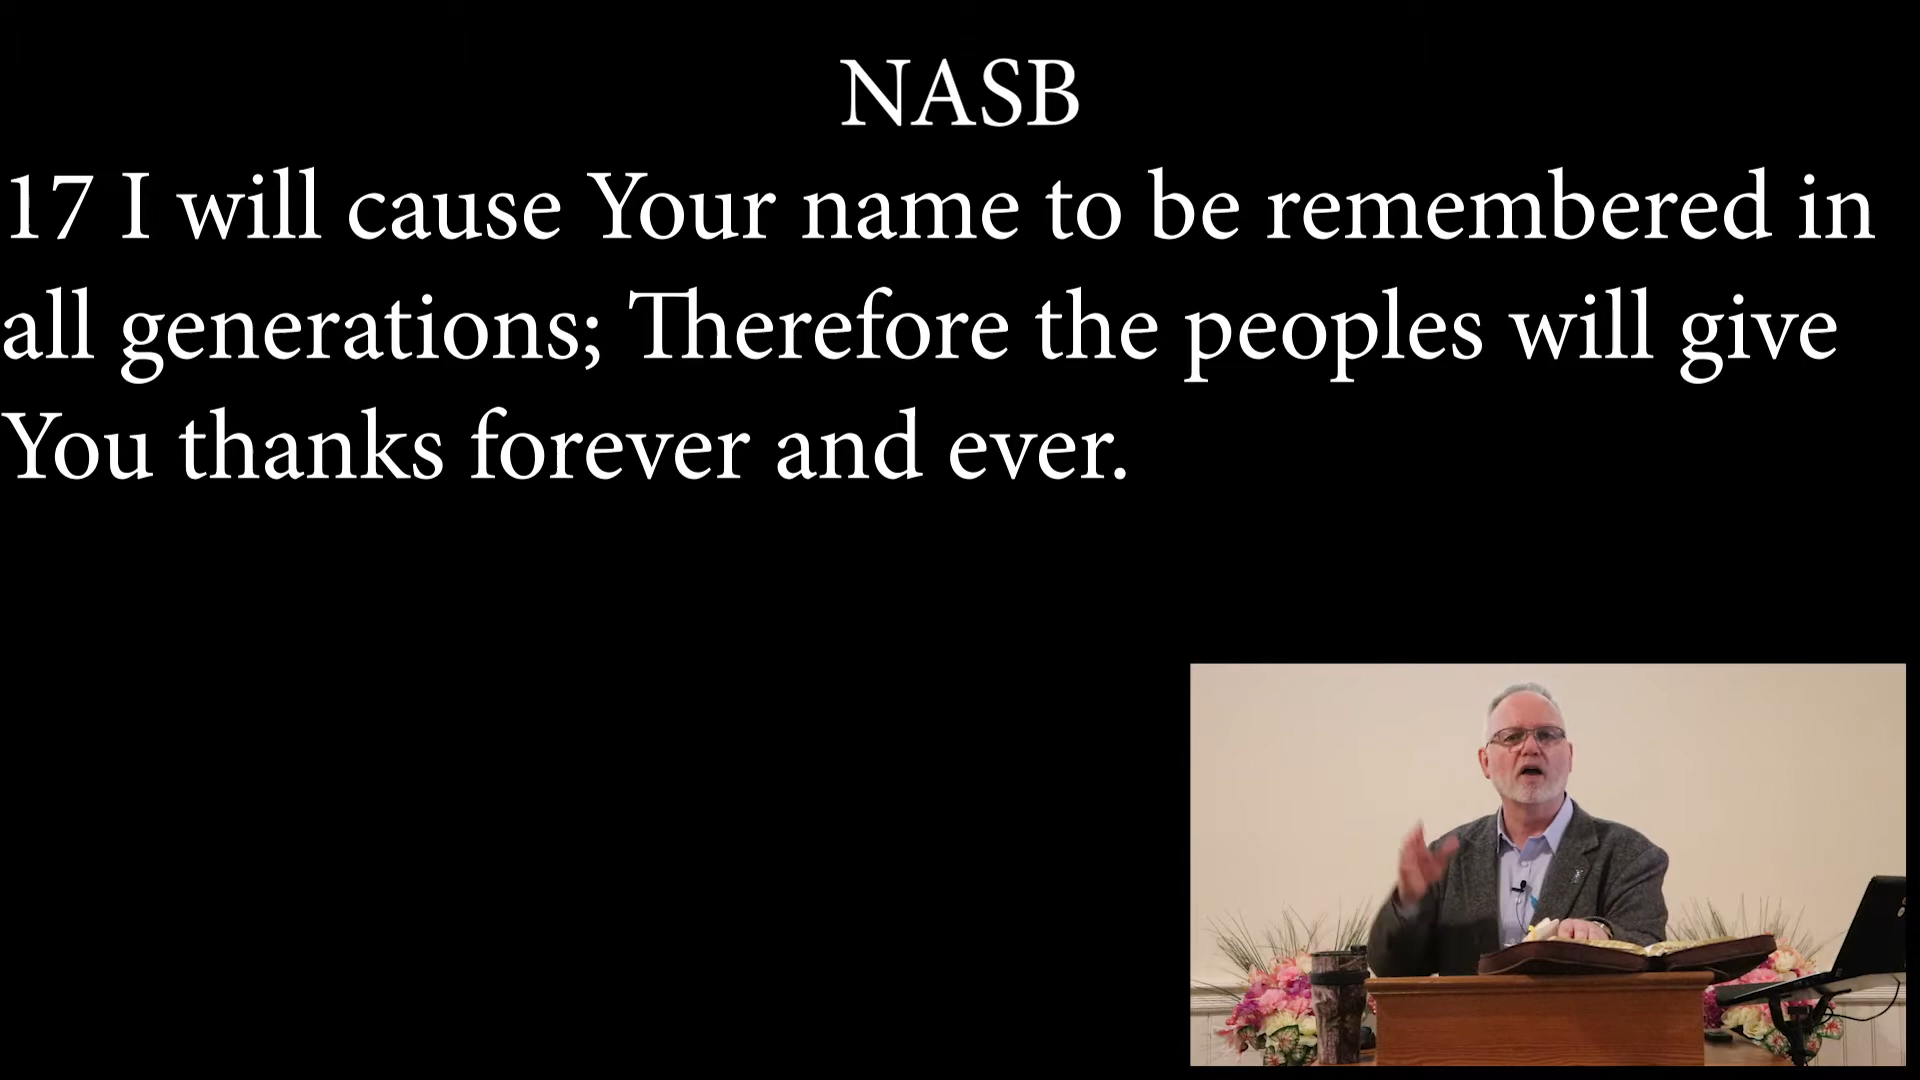 NASB
17 I will cause Your name to be remembered in
all generations; Therefore the peoples will give
You thanks forever and ever.